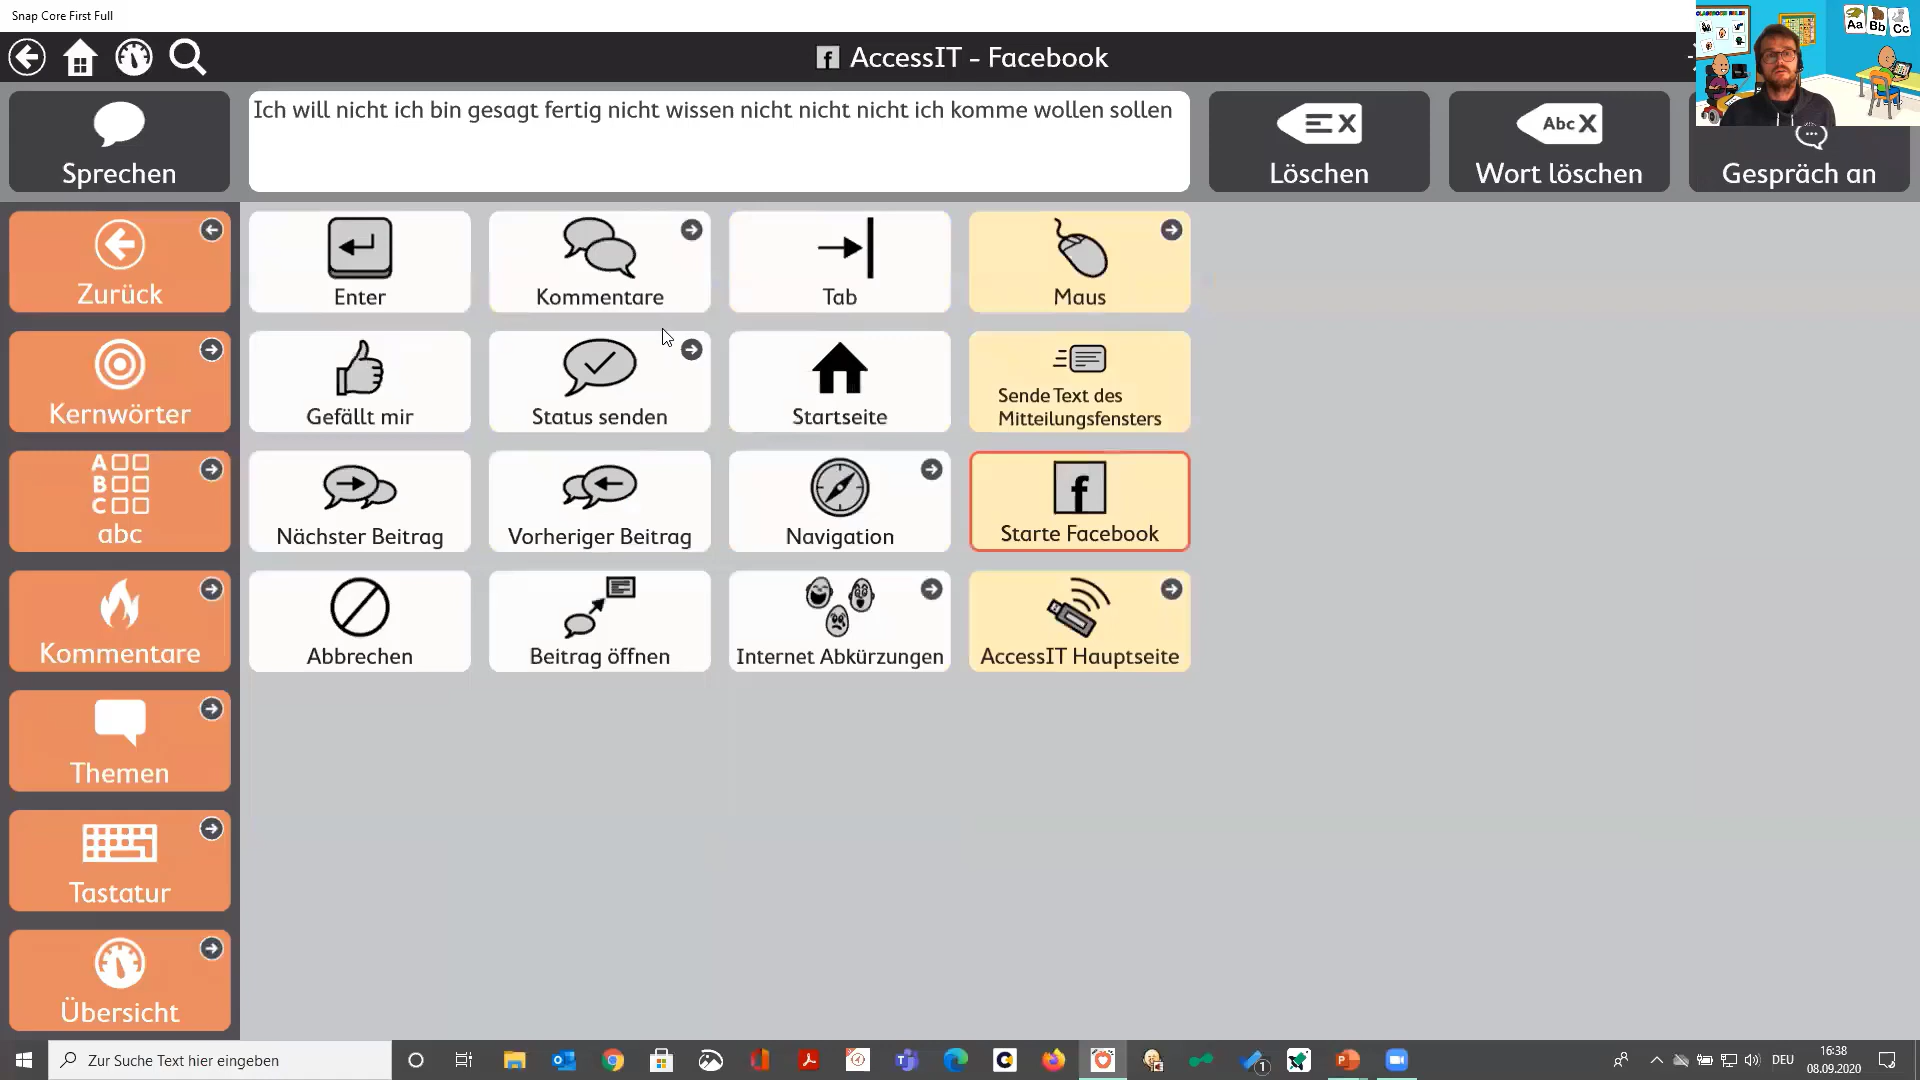 Snap Core First Full
AccessIT - Facebook
Sprechen
Ich will nicht ich bin gesagt fertig nicht wissen nicht nicht nicht ich komme wollen sollen
Löschen
Abc X
Wort löschen
Gespräch an
Aa Bb Cc
Zurück
Enter
Kommentare
Tab
Maus
Kernwörter
Gefällt mir
Status senden
Startseite
Sende Text des
Mitteilungsfensters
A
B
C
abc
Nächster Beitrag
Vorheriger Beitrag
Navigation
Starte Facebook
Kommentare
Abbrechen
Beitrag öffnen
Internet Abkürzungen
AccessIT Hauptseite
Themen
Tastatur
Übersicht
Zur Suche Text hier eingeben
DEU
16:38
08.09.2020